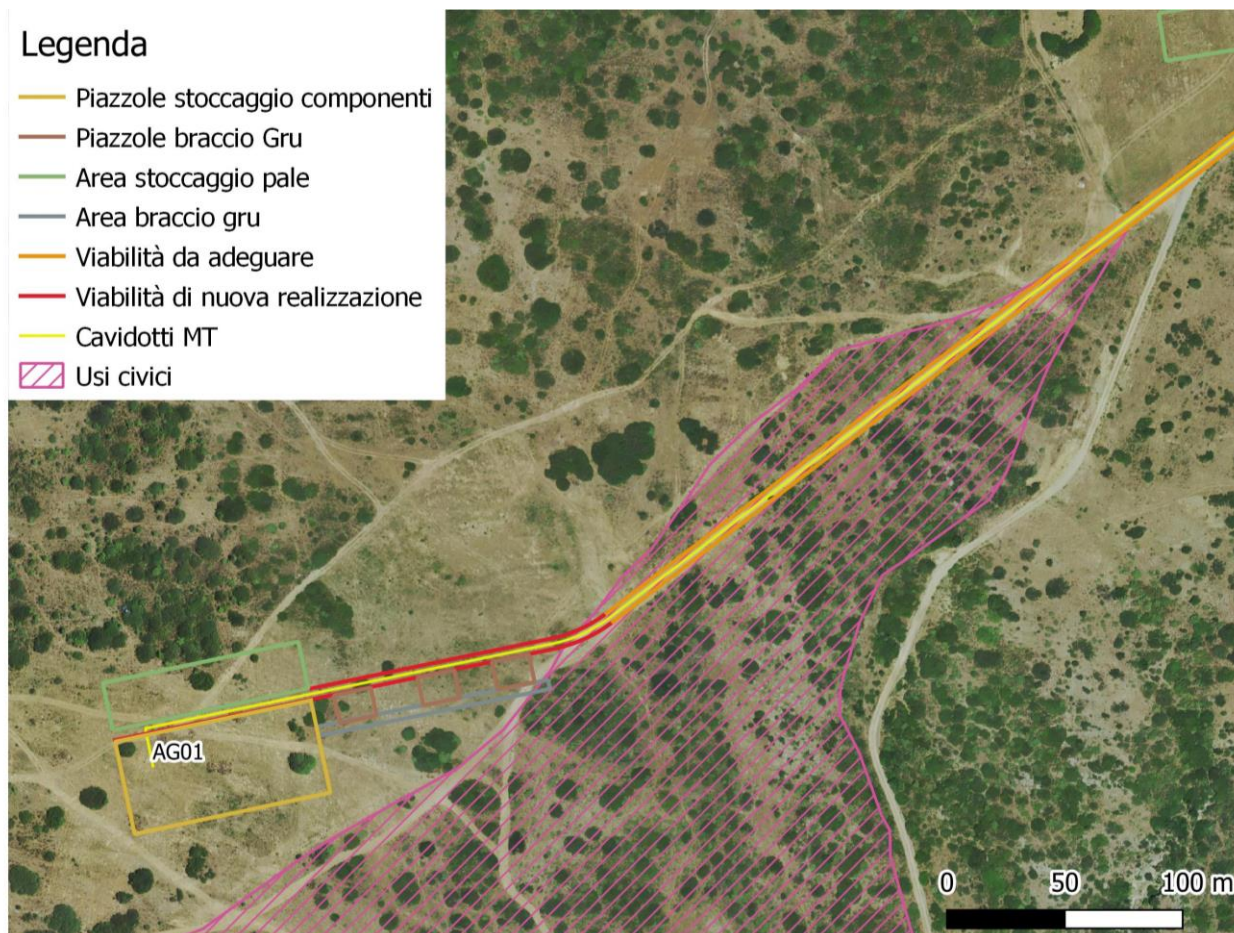 Legenda
Piazzole stoccaggio componenti
Piazzole braccio Gru
Area stoccaggio pale
Area braccio gru
Viabilità da adeguare
Viabilità di nuova realizzazione
Cavidotti MT
Usi civici
AG01
0 50 100 m